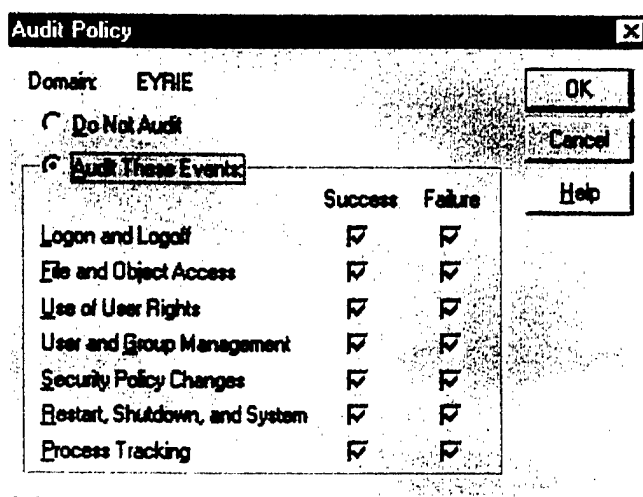 Audit Policy
Domain: EYRIE
OK
Do Not Audit
Cancel
Audit These Events:
Help
Success Failure
Logon and Logoff
File and Object Access
Use of User Rights
User and Group Management
Security Policy Changes
Restart, Shutdown, and System
Process Tracking